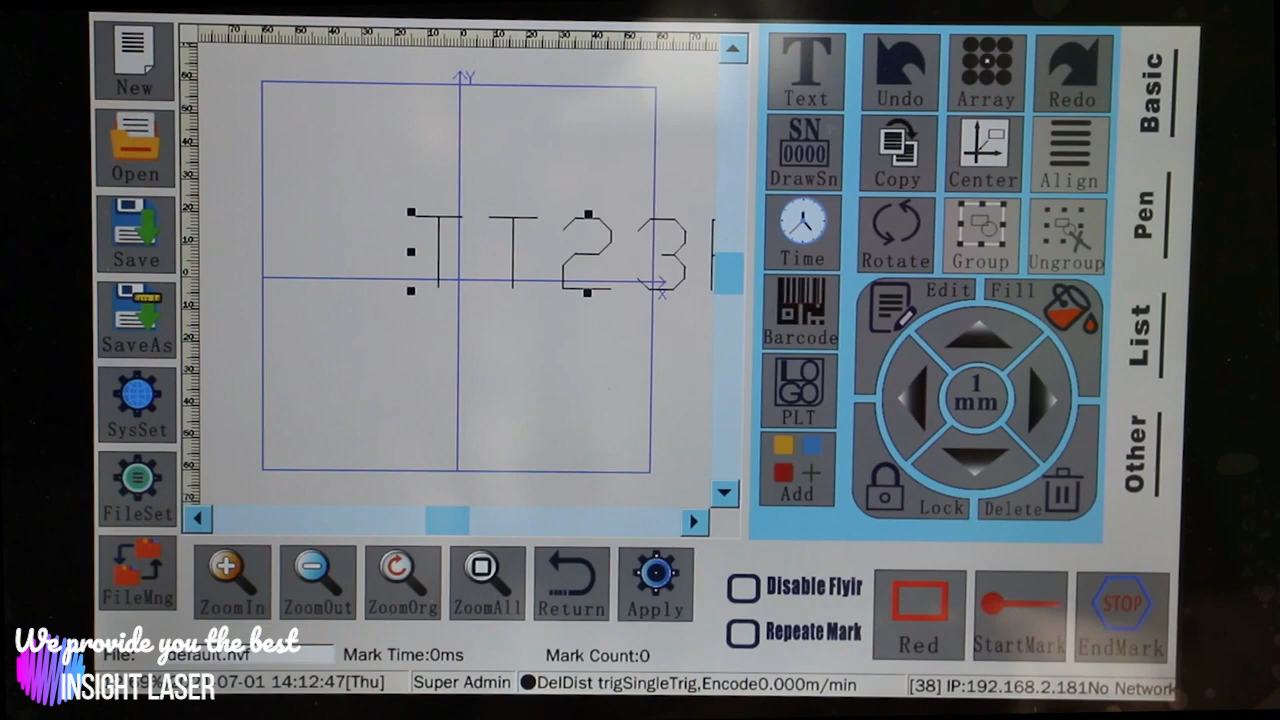 New
Open
Save
SaveAs
SysSet
FileSet
FileMng
Y
X
TT23
Text
Undo
Array
Redo
SN
0000
DrawSn
Copy
Center
Align
Time
Rotate
Group
Ungroup
Barcode
Edit
Fill
LOGO
PLT
1
mm
Add
Lock
Delete
Basic
Pen
List
Other
ZoomIn
ZoomOut
ZoomOrg
ZoomAll
Return
Apply
Disable Flyir
Repeate Mark
Red
StartMark
STOP
EndMark
We provide you the best
INSIGHT LASER
File: default.nvf
Mark Time:0ms
Mark Count:0
07-01 14:12:47[Thu]
Super Admin
DelDist trigSingleTrig,Encode0.000m/min
[38] IP:192.168.2.181No Network